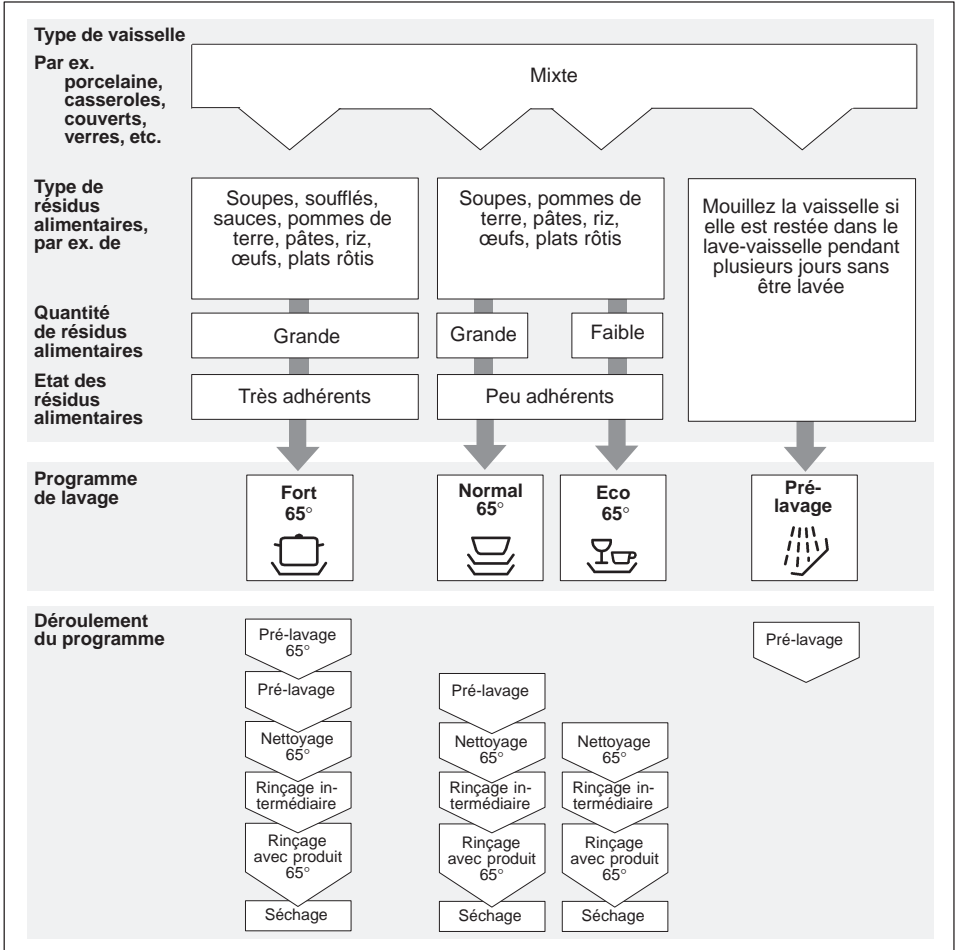 Type de vaisselle
Par ex.
porcelaine,
casseroles,
couverts,
verres, etc.
Mixte
Type de
résidus
alimentaires,
par ex. de
Soupes, soufflés,
sauces, pommes de
terre, pâtes, riz,
œufs, plats rôtis
Soupes, pommes de
terre, pâtes, riz,
œufs, plats rôtis
Mouillez la vaisselle si
elle est restée dans le
lave-vaisselle pendant
plusieurs jours sans
être lavée
Quantité
de résidus
alimentaires
Grande
Grande
Faible
Etat des
résidus
alimentaires
Très adhérents
Peu adhérents
Programme
de lavage
Fort
65°
Normal
65°
Eco
65°
Pré-
lavage
Déroulement
du programme
Pré-lavage
65°
Pré-lavage
Nettoyage
65°
Rinçage in-
termédiaire
Rinçage
avec produit
65°
Séchage
Pré-lavage
Nettoyage
65°
Rinçage in-
termédiaire
Rinçage
avec produit
65°
Séchage
Nettoyage
65°
Rinçage in-
termédiaire
Rinçage
avec produit
65°
Séchage
Pré-lavage